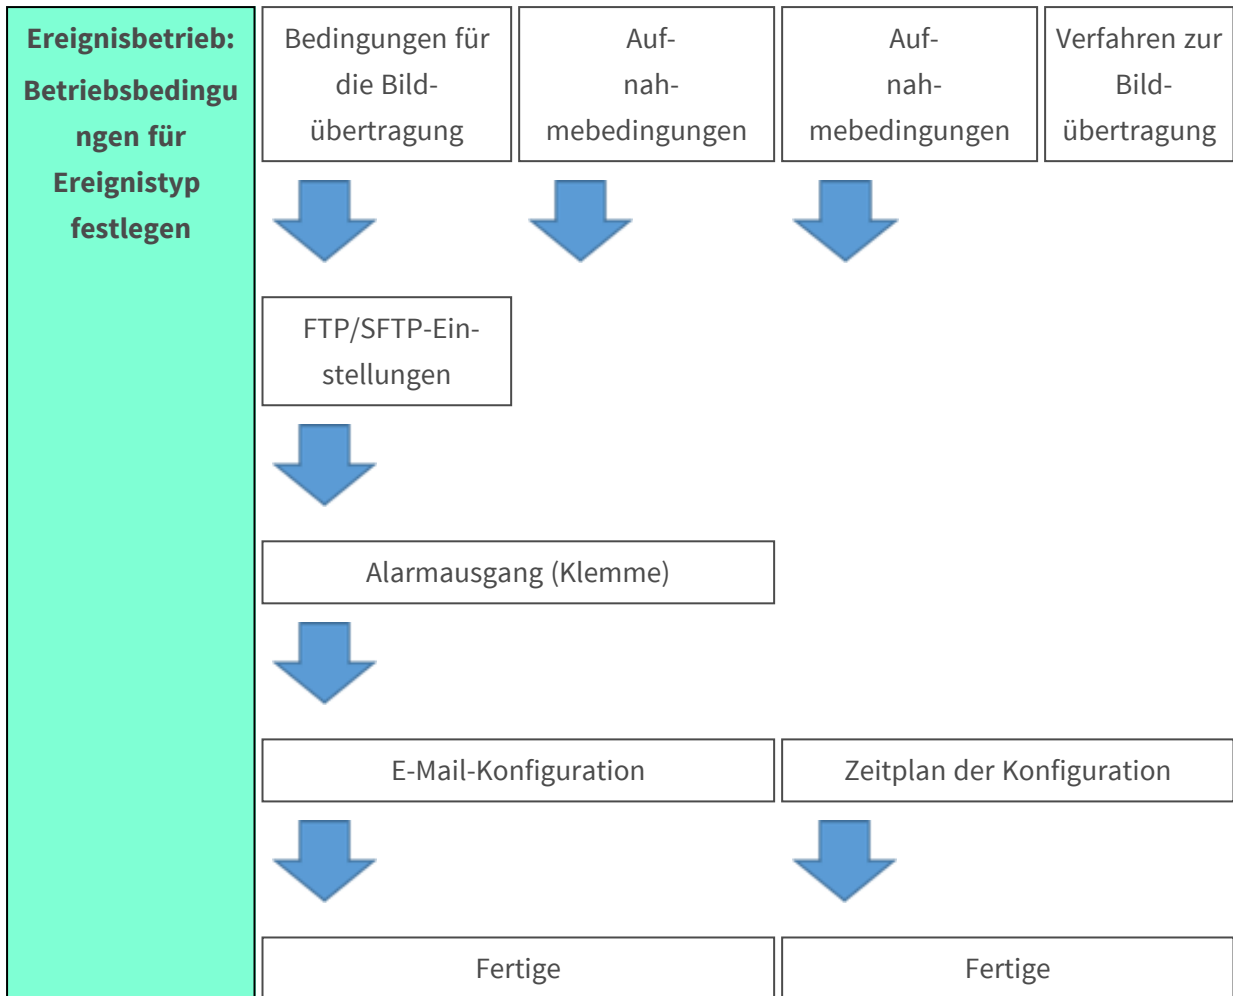 Ereignisbetrieb:
Betriebsbedingu
ngen für
Ereignistyp
festlegen
Bedingungen für
die Bild-
übertragung
Auf-
nah-
mebedingungen
Auf-
nah-
mebedingungen
Verfahren zur
Bild-
übertragung
FTP/SFTP-Ein-
stellungen
Alarmausgang (Klemme)
E-Mail-Konfiguration
Zeitplan der Konfiguration
Fertige
Fertige